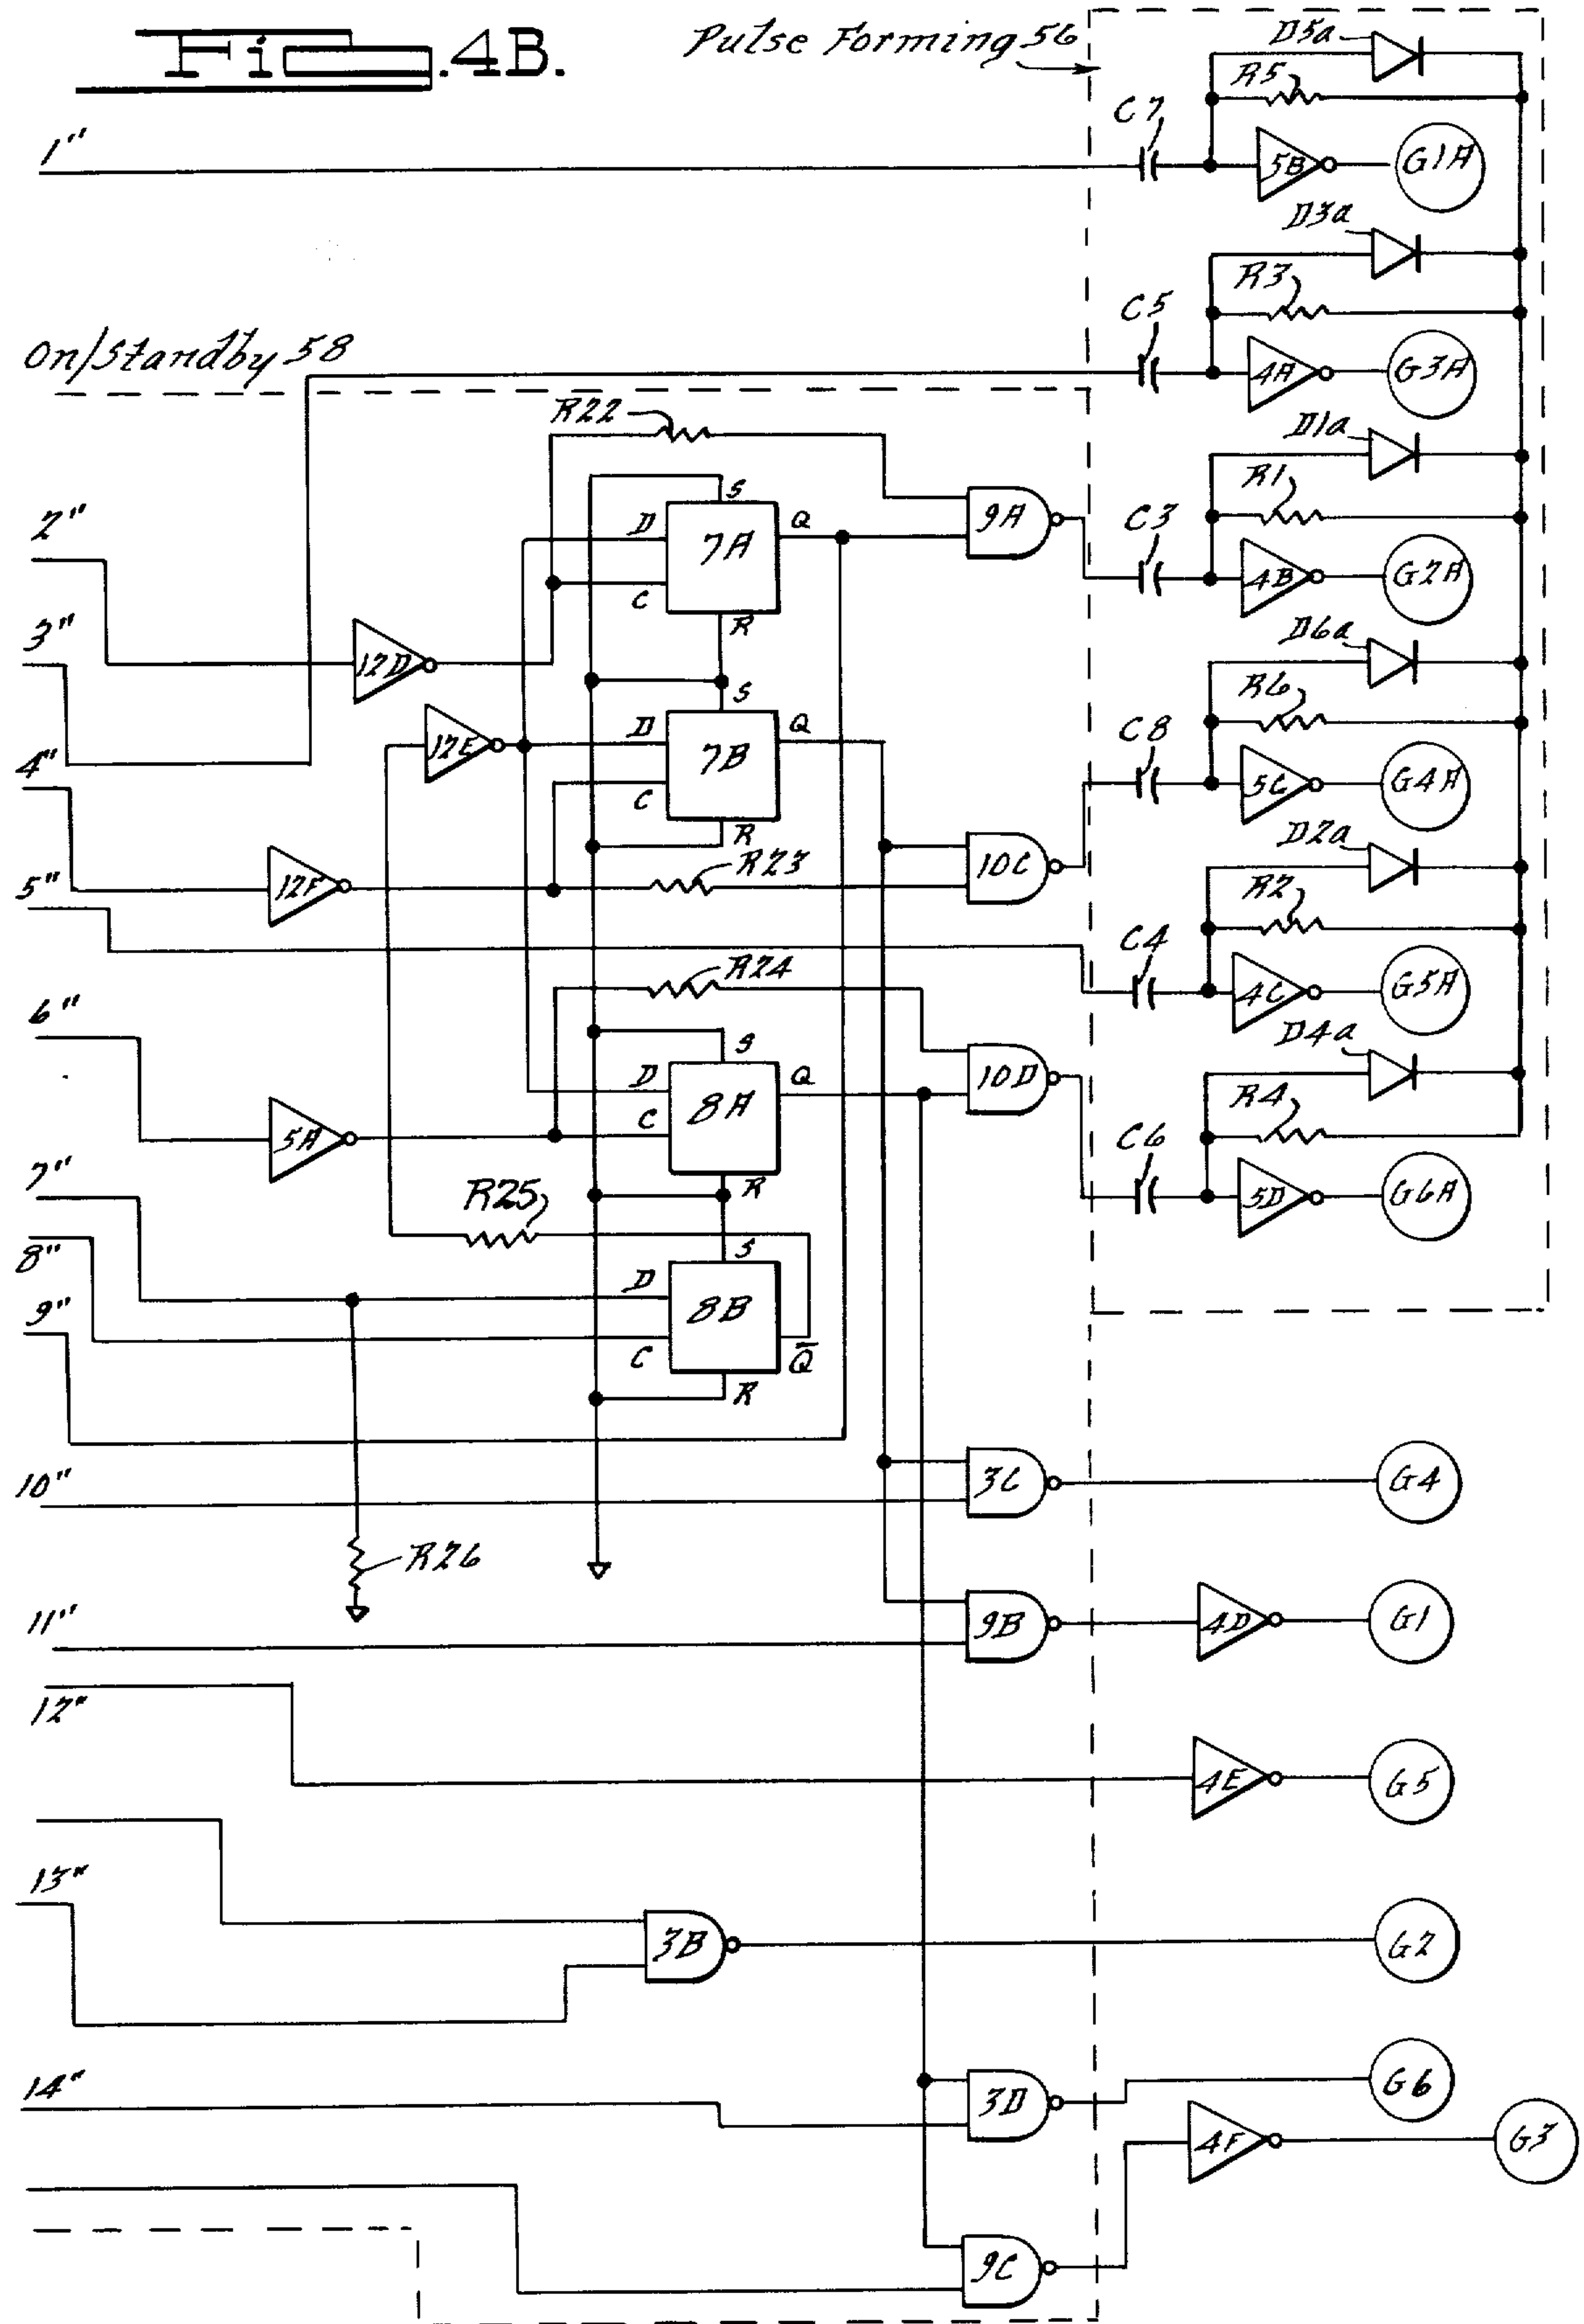 Fig. 4B.
Pulse Forming 56
D5a
R5
C7
1"
5B
G1A
D3a
R3
C5
On/Standby 58
4A
G3A
R22
D1a
R1
S
2"
D
7A
Q
9A
C3
4B
G2A
C
R
3"
12D
D6a
R6
S
12E
D
7B
Q
C8
4"
C
5C
G4A
R
R23
10C
D2a
5"
12F
R2
C4
R24
4C
G5A
6"
S
D4a
D
8A
Q
10D
R4
C
5A
C6
7"
R25
R
5D
G6A
8"
S
D
8B
9"
C
Q̅
R
10"
3C
G4
R26
11"
9B
4D
G1
12"
4E
G5
13"
3B
G2
14"
3D
G6
4F
G3
9C